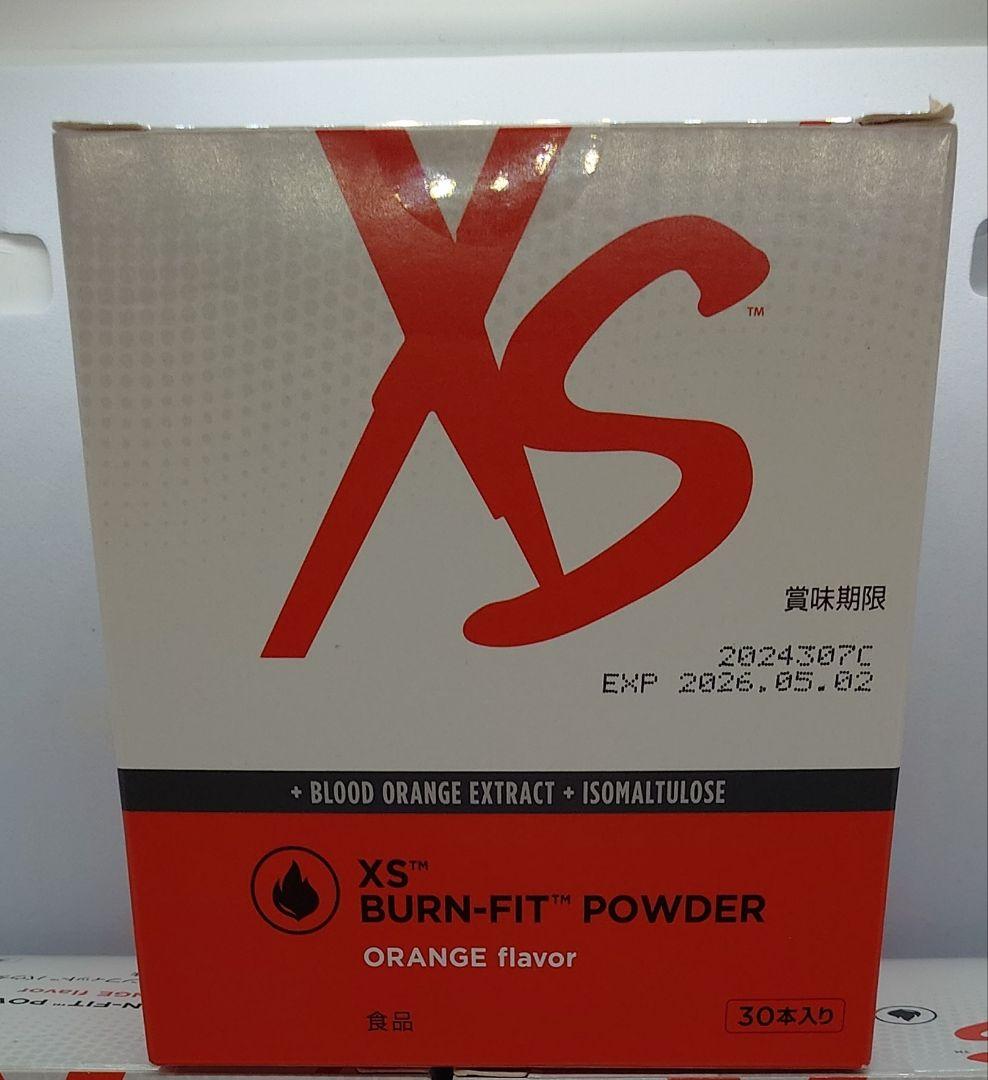 XS™
賞味期限
2024307C
EXP 2026.05.02
+ BLOOD ORANGE EXTRACT + ISOMALTULOSE
XS™
BURN-FIT™ POWDER
ORANGE flavor
食品
30本入り